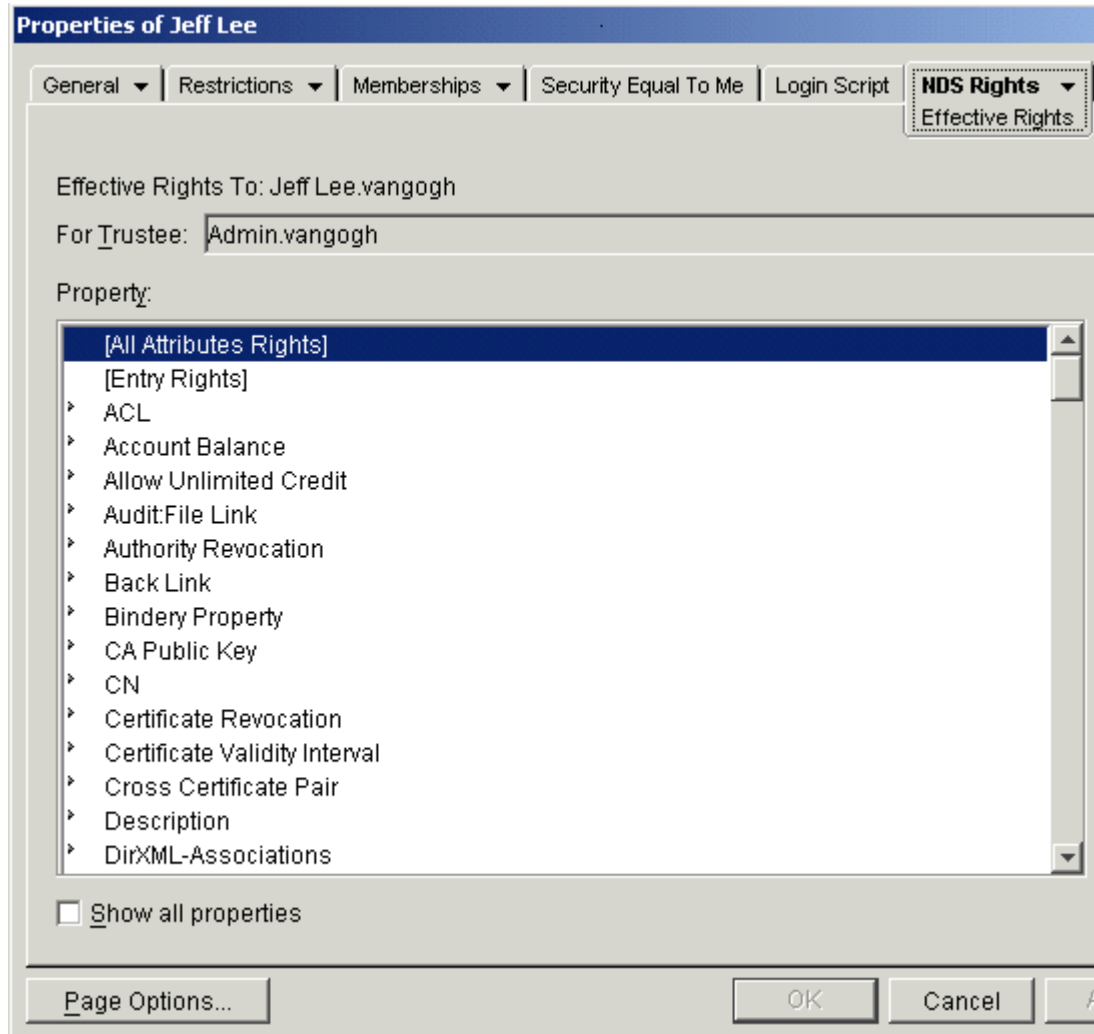 Properties of Jeff Lee
General Restrictions Memberships Security Equal To Me Login Script NDS Rights
Effective Rights
Effective Rights To: Jeff Lee.vangogh
For Trustee: Admin.vangogh
Property:
[All Attributes Rights]
[Entry Rights]
ACL
Account Balance
Allow Unlimited Credit
Audit:File Link
Authority Revocation
Back Link
Bindery Property
CA Public Key
CN
Certificate Revocation
Certificate Validity Interval
Cross Certificate Pair
Description
DirXML-Associations
Show all properties
Page Options... OK Cancel